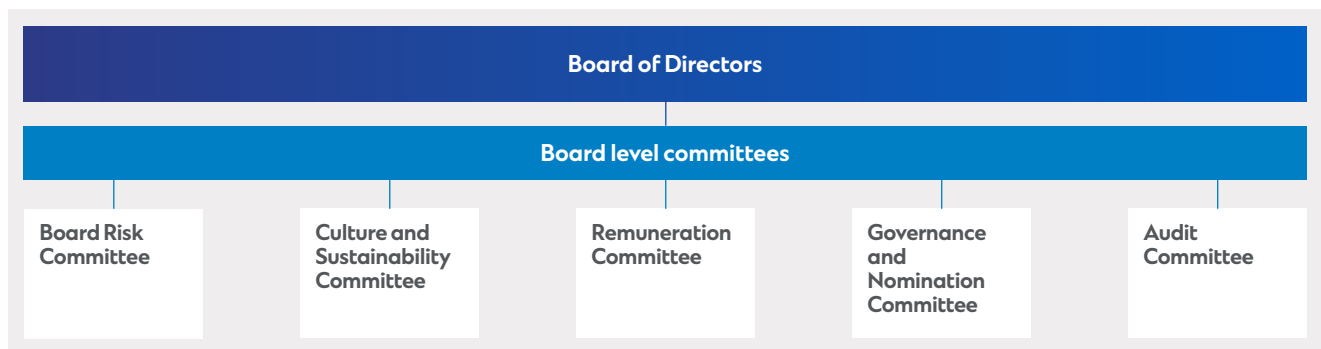 Board of Directors
Board level committees
Board Risk
Committee
Culture and
Sustainability
Committee
Remuneration
Committee
Governance
and
Nomination
Committee
Audit
Committee